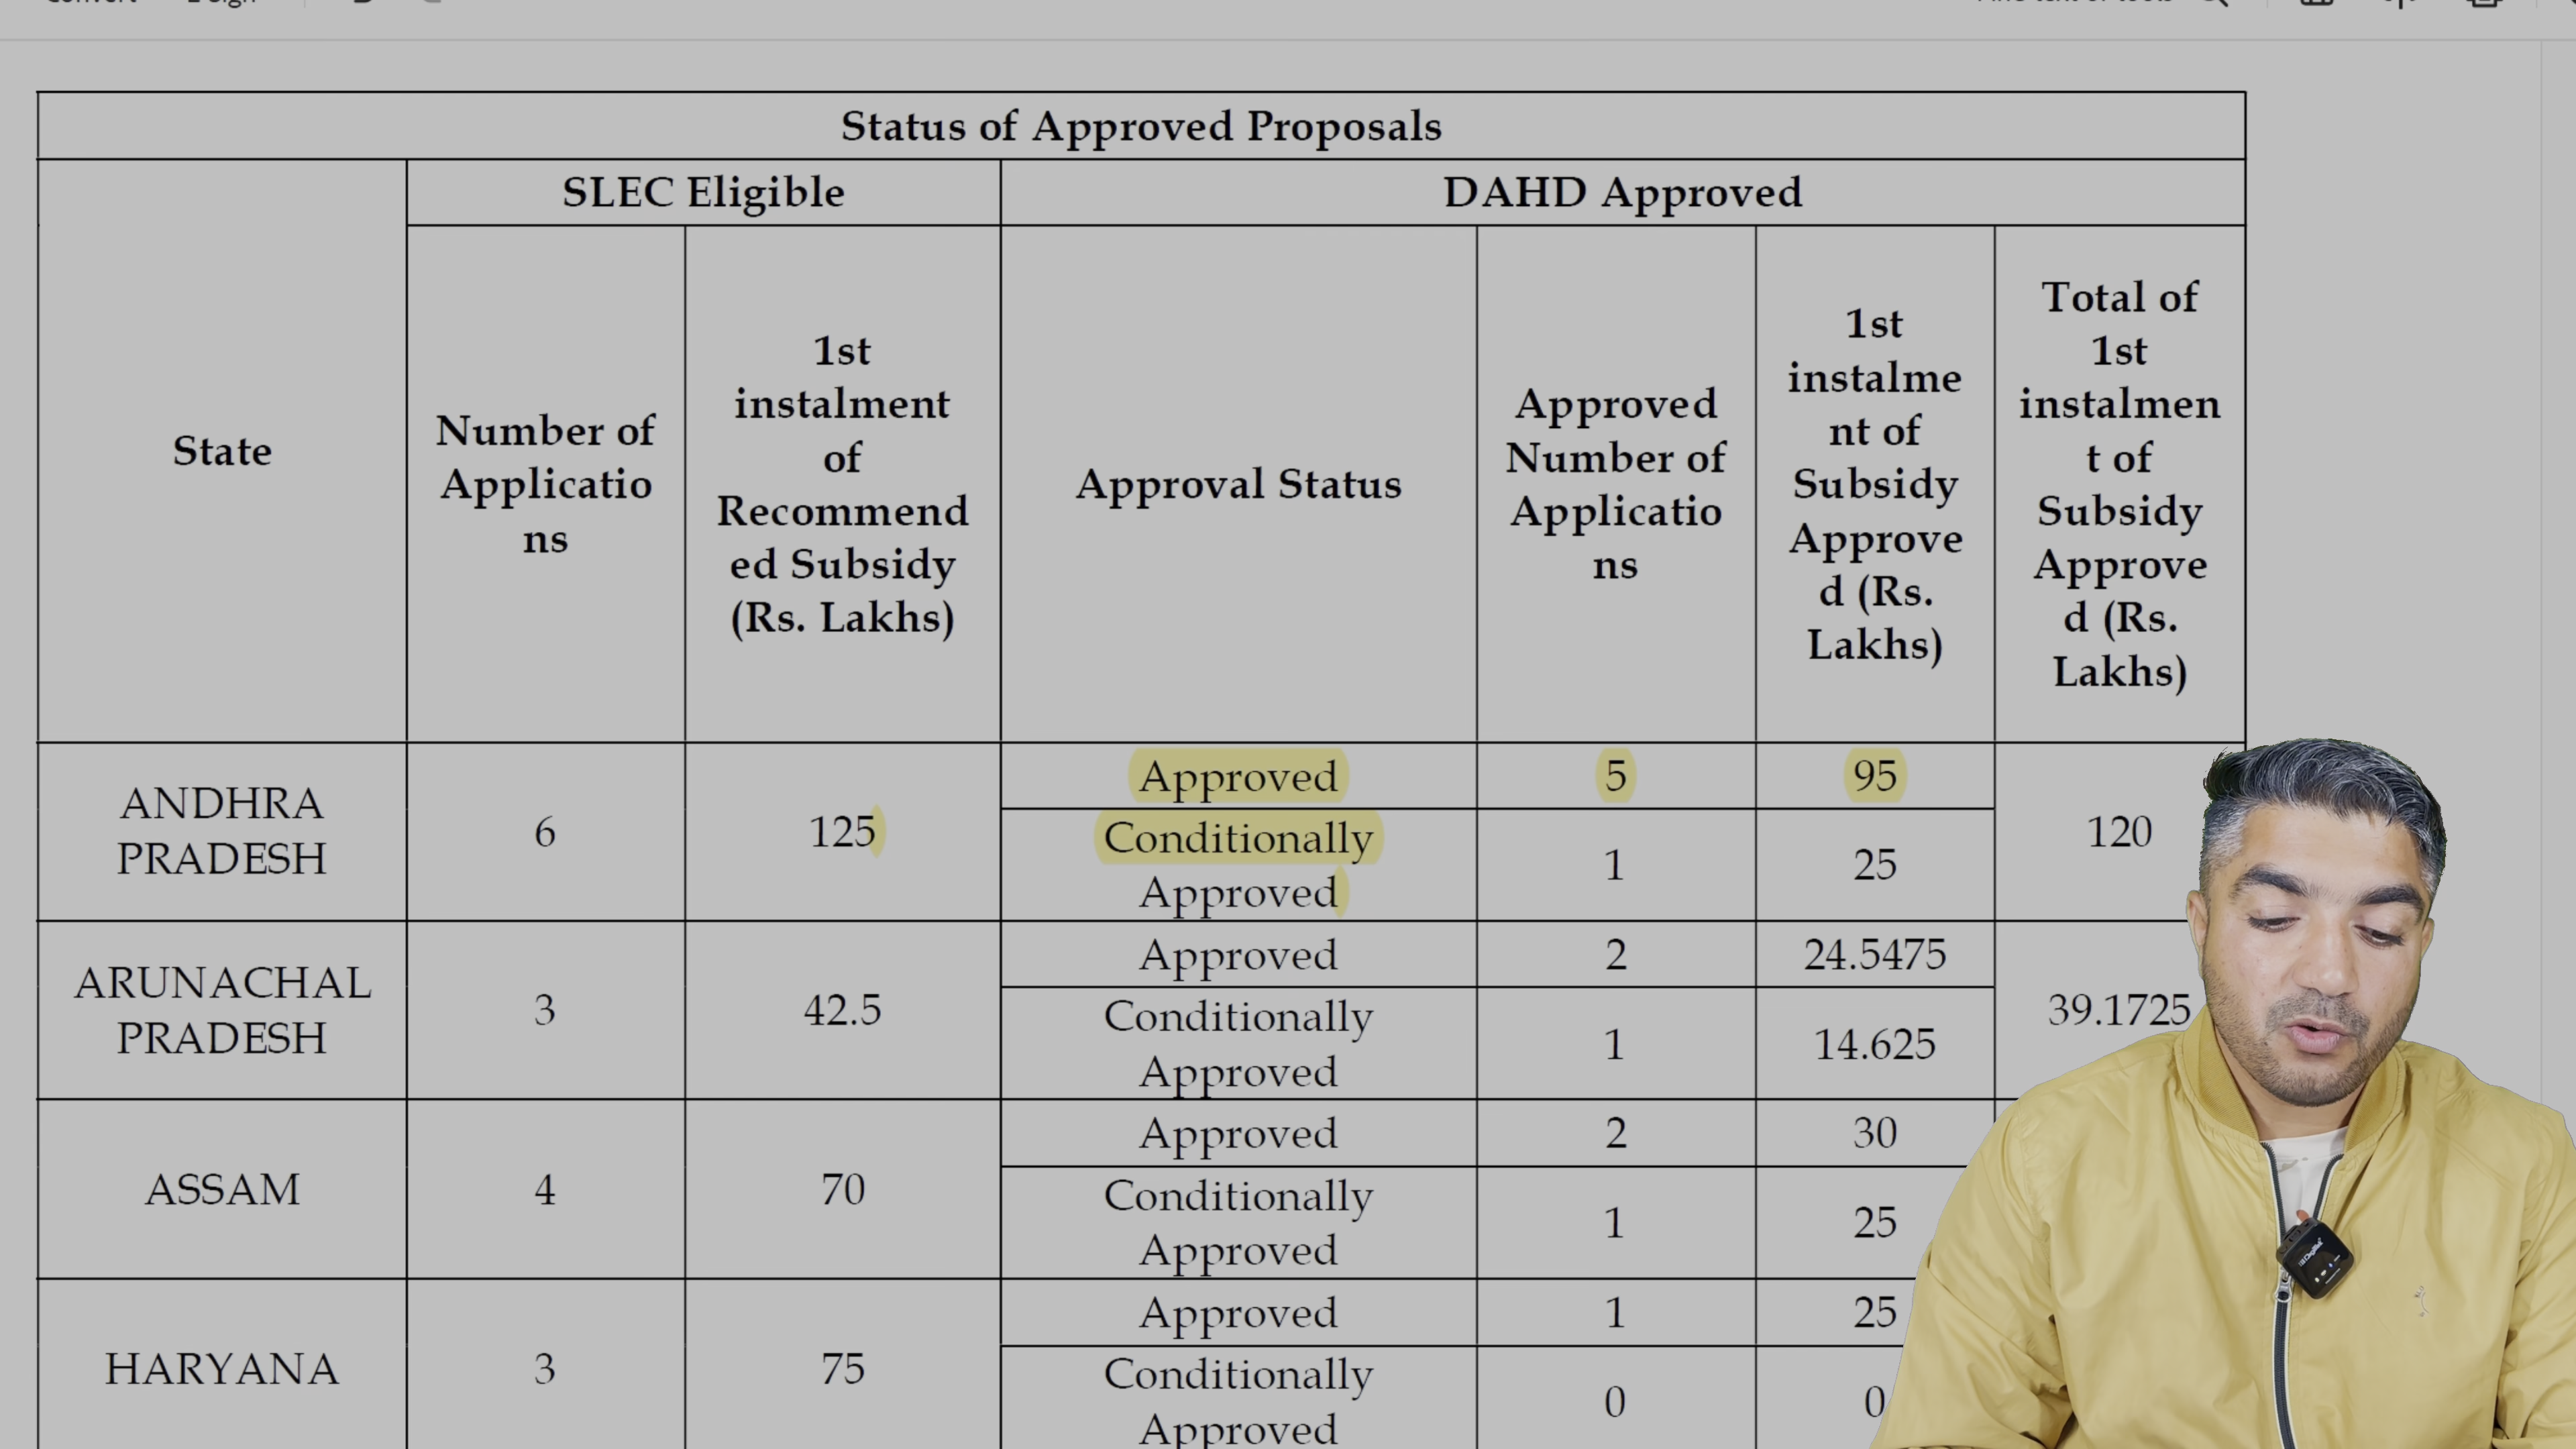 Status of Approved Proposals
SLEC Eligible
DAHD Approved
State
Number of
Applicatio
ns
1st
instalment
of
Recommend
ed Subsidy
(Rs. Lakhs)
Approval Status
Approved
Number of
Applicatio
ns
1st
instalme
nt of
Subsidy
Approve
d (Rs.
Lakhs)
Total of
1st
instalmen
t of
Subsidy
Approve
d (Rs.
Lakhs)
ANDHRA
PRADESH
6
125
Approved
5
95
Conditionally
Approved
1
25
120
ARUNACHAL
PRADESH
3
42.5
Approved
2
24.5475
Conditionally
Approved
1
14.625
39.1725
ASSAM
4
70
Approved
2
30
Conditionally
Approved
1
25
HARYANA
3
75
Approved
1
25
Conditionally
Approved
0
0